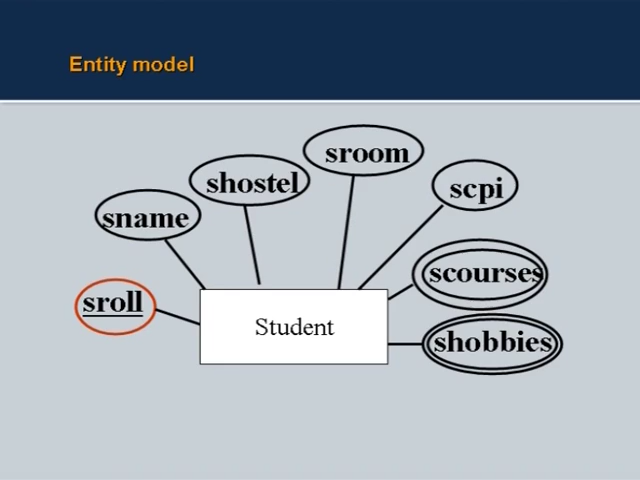 Entity model
sroom
shostel
scpi
sname
scourses
sroll
Student
shobbies